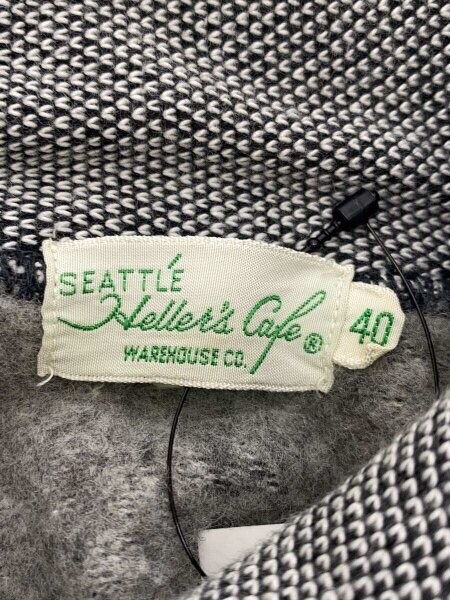 SEATTLE
Heller's Cafe ®
WAREHOUSE CO.
40